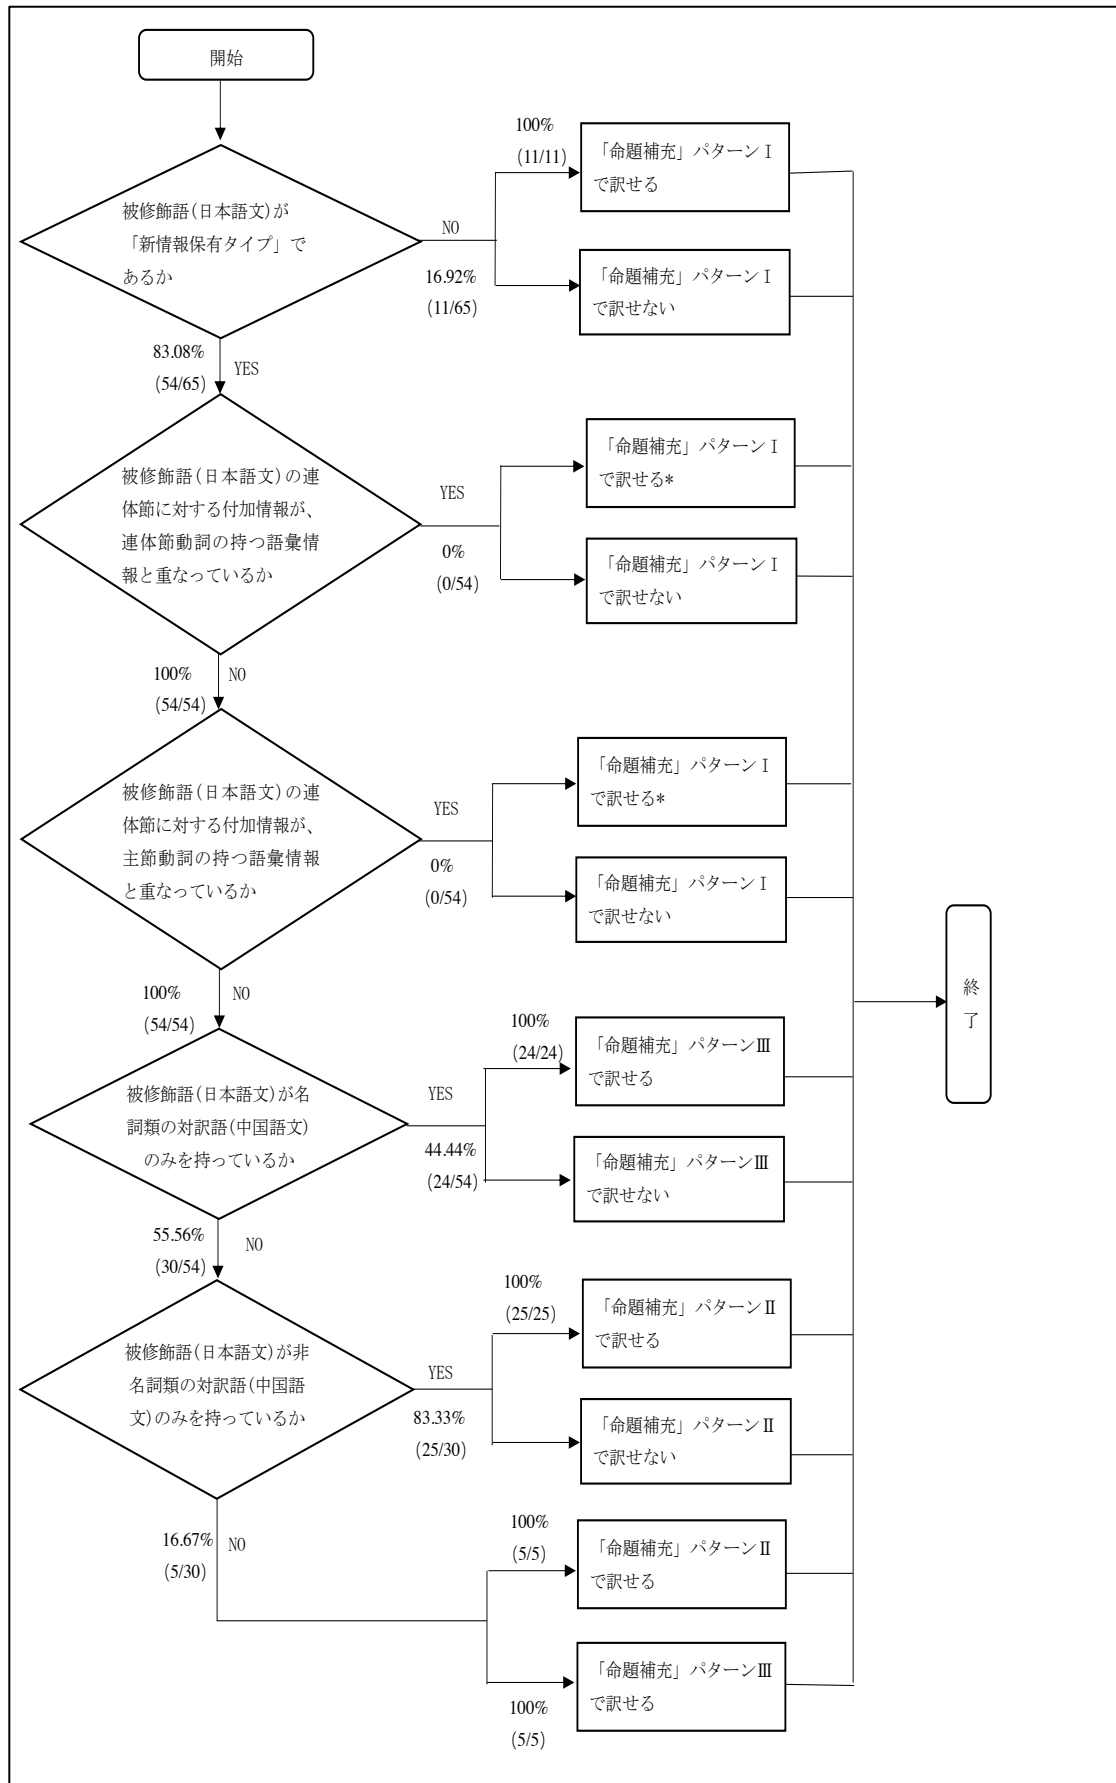 開始
被修飾語(日本語文)が
「新情報保有タイプ」で
あるか
NO
16.92%
(11/65)
100%
(11/11)
「命題補充」パターンⅠ
で訳せる
「命題補充」パターンⅠ
で訳せない
83.08%
(54/65)
YES
被修飾語(日本語文)の連
体節に対する付加情報が、
連体節動詞の持つ語彙情
報と重なっているか
YES
0%
(0/54)
「命題補充」パターンⅠ
で訳せる*
「命題補充」パターンⅠ
で訳せない
100%
(54/54)
NO
被修飾語(日本語文)の連
体節に対する付加情報が、
主節動詞の持つ語彙情報
と重なっているか
YES
0%
(0/54)
「命題補充」パターンⅠ
で訳せる*
「命題補充」パターンⅠ
で訳せない
終
了
100%
(54/54)
NO
被修飾語(日本語文)が名
詞類の対訳語(中国語文)
のみを持っているか
YES
44.44%
(24/54)
100%
(24/24)
「命題補充」パターンⅢ
で訳せる
「命題補充」パターンⅢ
で訳せない
55.56%
(30/54)
NO
被修飾語(日本語文)が非
名詞類の対訳語(中国語
文)のみを持っているか
YES
83.33%
(25/30)
100%
(25/25)
「命題補充」パターンⅡ
で訳せる
「命題補充」パターンⅡ
で訳せない
16.67%
(5/30)
NO
100%
(5/5)
「命題補充」パターンⅡ
で訳せる
「命題補充」パターンⅢ
で訳せる
100%
(5/5)